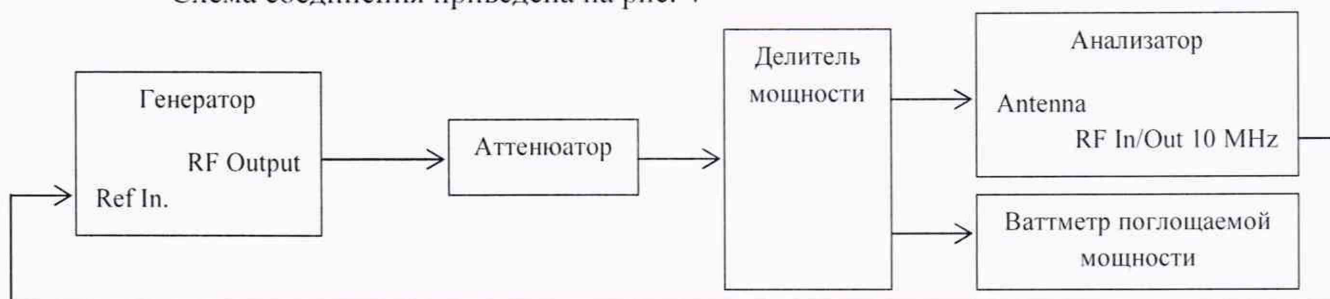 Схема соединения приведена на рис.
Генератор
RF Output
Ref In.
Аттенюатор
Делитель
мощности
Анализатор
Antenna
RF In/Out 10 MHz
Ваттметр поглощаемой
мощности